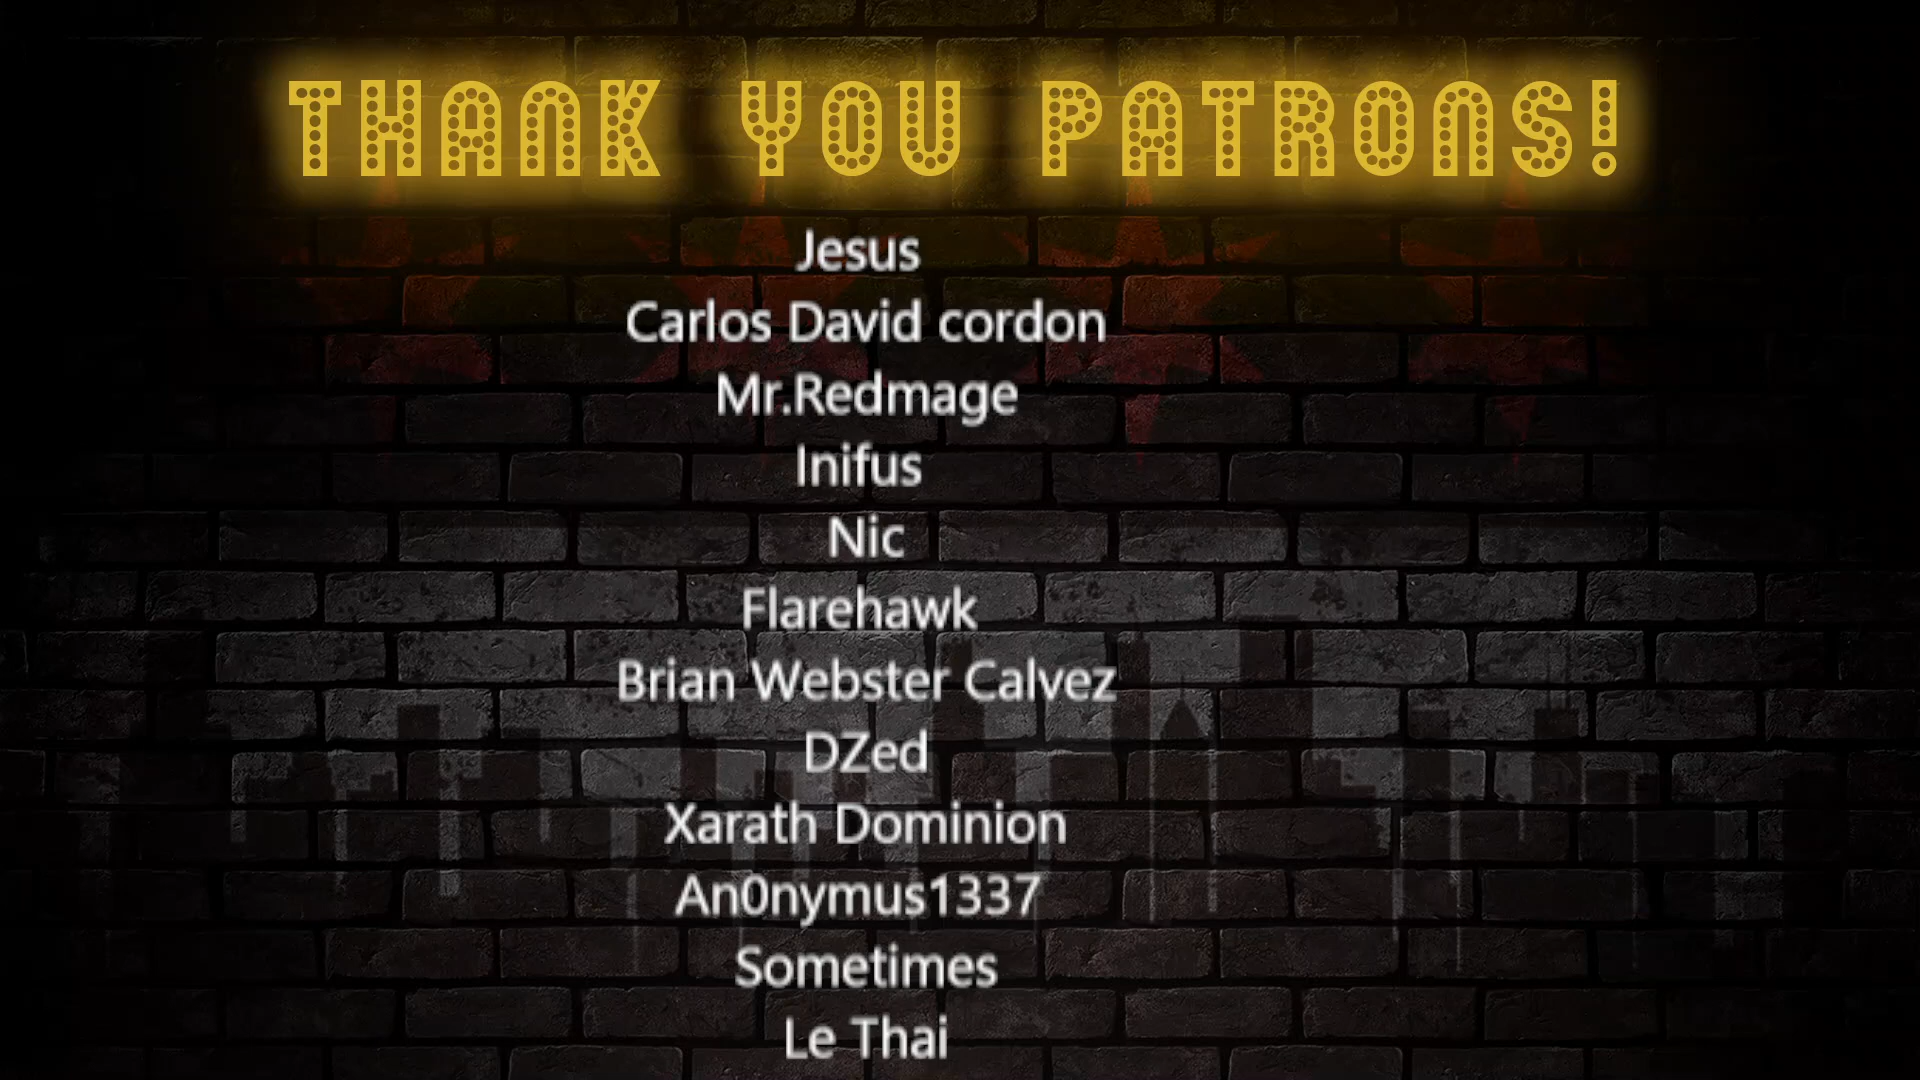 THANK YOU PATRONS!
Jesus
Carlos David cordon
Mr.Redmage
Inifus
Nic
Flarehawk
Brian Webster Calvez
DZed
Xarath Dominion
An0nymus1337
Sometimes
Le Thai